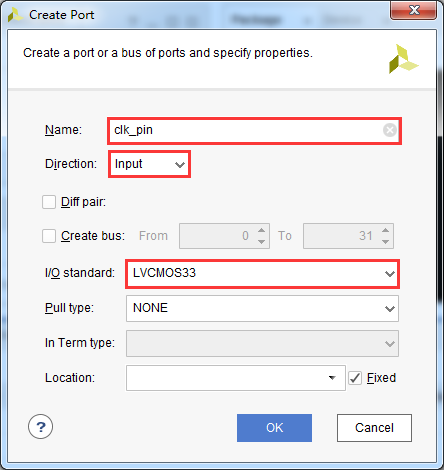 Create Port
Create a port or a bus of ports and specify properties.
Name: clk_pin
Direction: Input
Diff pair:
Create bus: From 0 To 31
I/O standard: LVCMOS33
Pull type: NONE
In Term type:
Location: Fixed
? OK Cancel